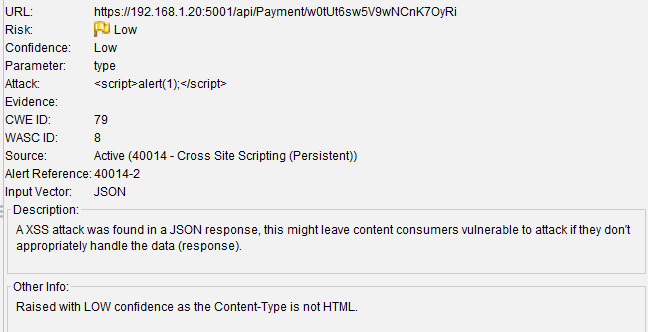 URL: https://192.168.1.20:5001/api/Payment/w0tUt6sw5V9wNCnK7OyRi
Risk: Low
Confidence: Low
Parameter: type
Attack: <script>alert(1);</script>
Evidence:
CWE ID: 79
WASC ID: 8
Source: Active (40014 - Cross Site Scripting (Persistent))
Alert Reference: 40014-2
Input Vector: JSON
Description:
A XSS attack was found in a JSON response, this might leave content consumers vulnerable to attack if they don't
appropriately handle the data (response).
Other Info:
Raised with LOW confidence as the Content-Type is not HTML.